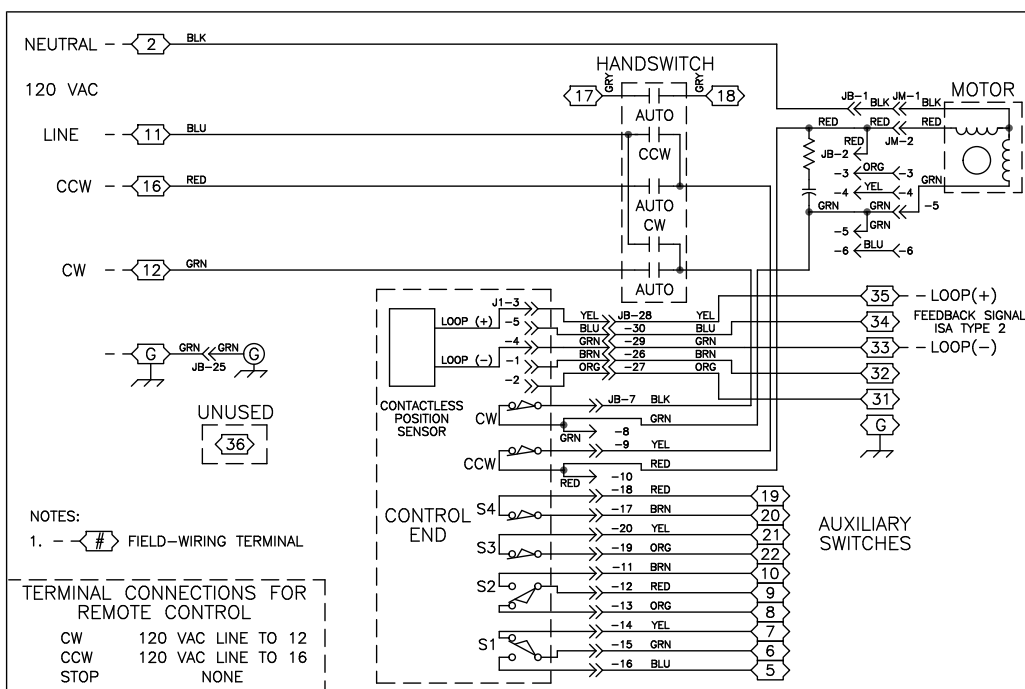 NEUTRAL 2 BLK
120 VAC
LINE 11 BLU
CCW 16 RED
CW 12 GRN
G GRN GRN G
JB-25
UNUSED
36
HANDSWITCH
17 GRY GRY 18
AUTO
CCW
AUTO
CW
AUTO
MOTOR
JB-1 JM-1
BLK BLK
RED RED RED
JM-2
RED
JB-2
-3 ORG -3
-4 YEL -4
GRN GRN GRN
-5
-5 GRN
-6 BLU -6
J1-3
LOOP (+) -5
-4
LOOP (-) -1
-2
CONTACTLESS
POSITION
SENSOR
YEL JB-28 YEL
BLU -30 BLU
GRN -29 GRN
BRN -26 BRN
ORG -27 ORG
35 - LOOP(+)
34 FEEDBACK SIGNAL
ISA TYPE 2
33 - LOOP(-)
32
31
G
CW JB-7 BLK
GRN
GRN -8
-9 YEL
CCW RED
RED -10
CONTROL
END
S4 -18 RED 19
-17 BRN 20
S3 -20 YEL 21
-19 ORG 22
S2 -11 BRN 10
-12 RED 9
-13 ORG 8
S1 -14 YEL 7
-15 GRN 6
-16 BLU 5
AUXILIARY
SWITCHES
NOTES:
1. - - # FIELD-WIRING TERMINAL
TERMINAL CONNECTIONS FOR
REMOTE CONTROL
CW 120 VAC LINE TO 12
CCW 120 VAC LINE TO 16
STOP NONE